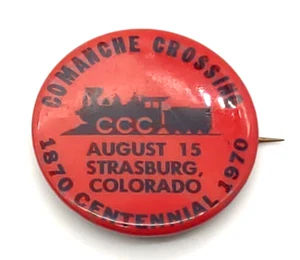 COMANCHE CROSSING
CCC
AUGUST 15
STRASBURG,
COLORADO
1870 CENTENNIAL 1970